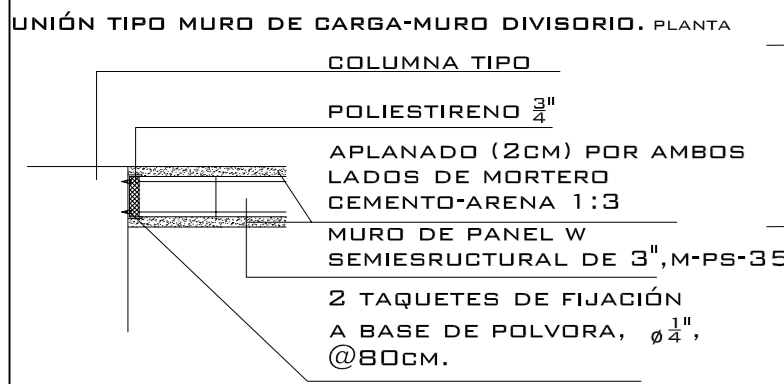 UNIÓN TIPO MURO DE CARGA-MURO DIVISORIO. PLANTA
COLUMNA TIPO
POLIESTIRENO 3/4"
APLANADO (2CM) POR AMBOS
LADOS DE MORTERO
CEMENTO-ARENA 1:3
MURO DE PANEL W
SEMIESRUCTURAL DE 3",M-PS-35
2 TAQUETES DE FIJACIÓN
A BASE DE POLVORA, ø1/4",
@80CM.